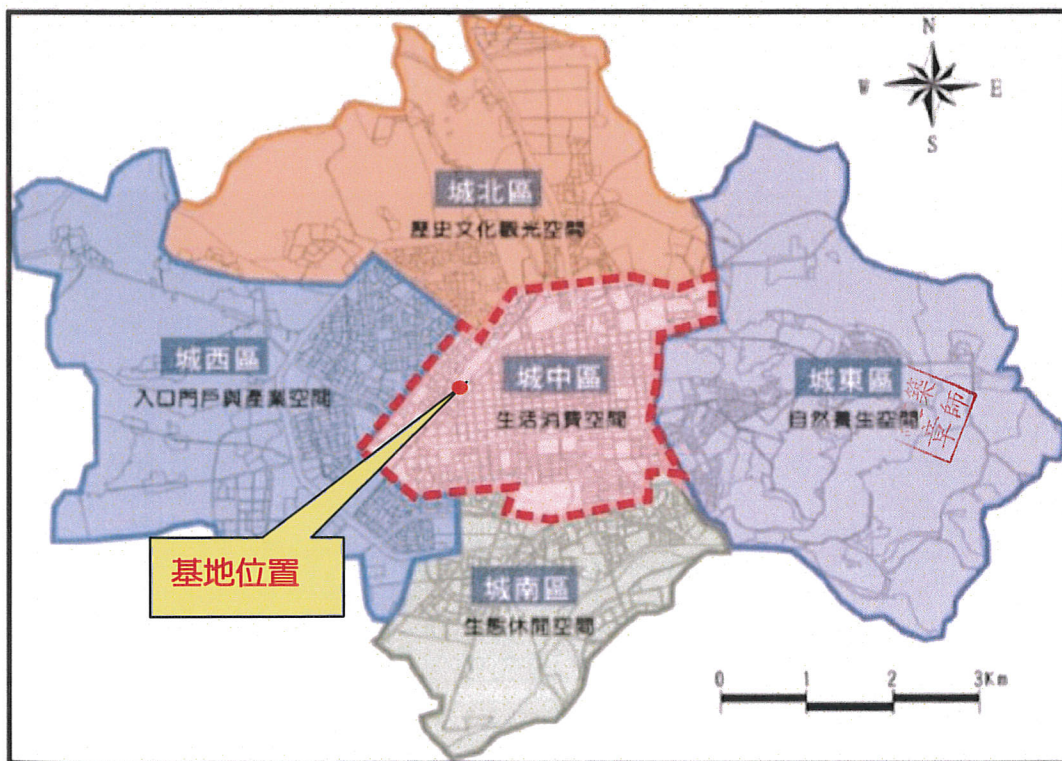 N
W E
S
城北區
歷史文化觀光空間
城西區
入口門戶與產業空間
城中區
生活消費空間
城東區
自然養生空間
基地位置
城南區
生態休閒空間
0 1 2 3Km